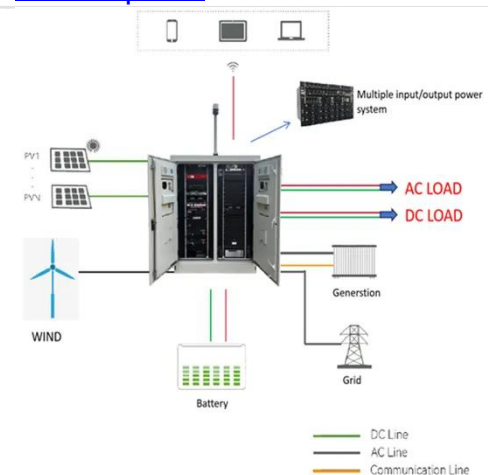 Multiple input/output power
system
PV1
PVN
AC LOAD
DC LOAD
WIND
Generstion
Grid
Battery
DC Line
AC Line
Communication Line